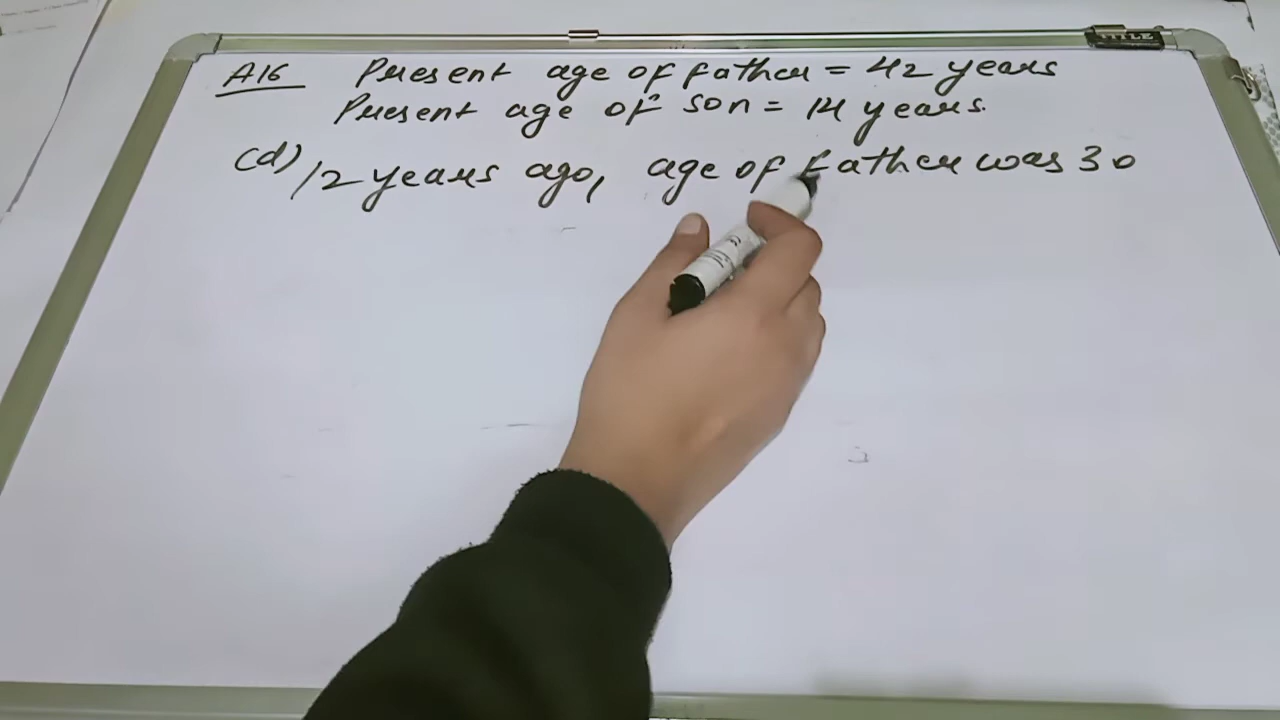 A16 Present age of father = 42 years
Present age of son = 14 years.
(d) 12 years ago, age of Father was 30